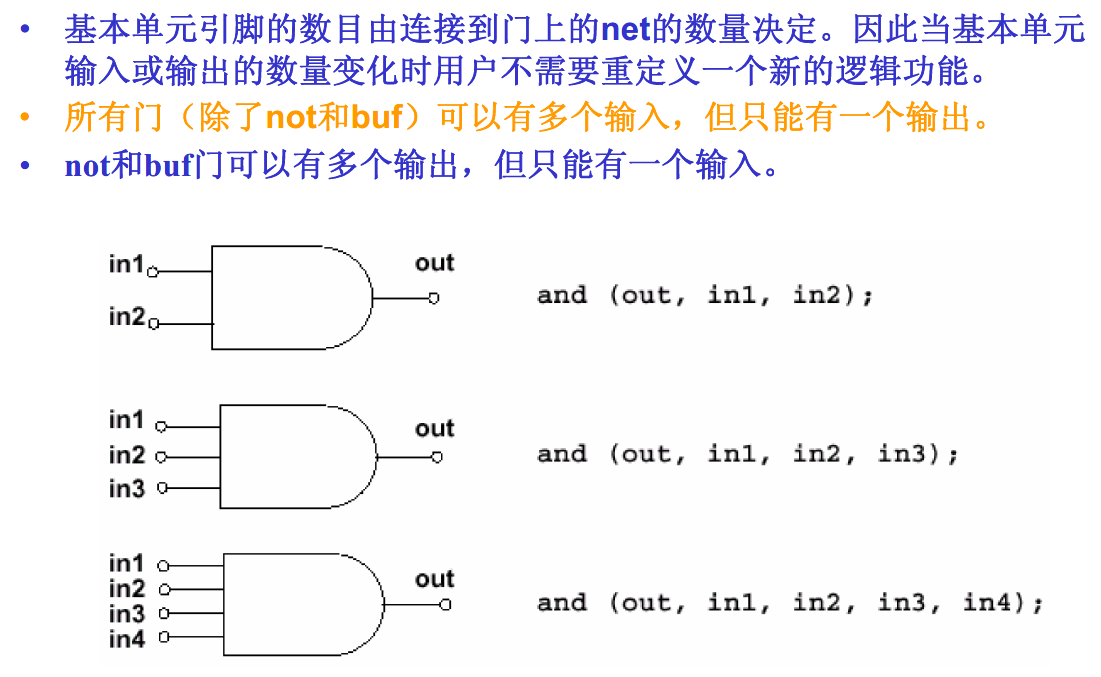 • 基本单元引脚的数目由连接到门上的net的数量决定。因此当基本单元
输入或输出的数量变化时用户不需要重定义一个新的逻辑功能。
• 所有门（除了not和buf）可以有多个输入，但只能有一个输出。
• not和buf门可以有多个输出，但只能有一个输入。
in1
in2
out
and (out, in1, in2);
in1
in2
in3
out
and (out, in1, in2, in3);
in1
in2
in3
in4
out
and (out, in1, in2, in3, in4);